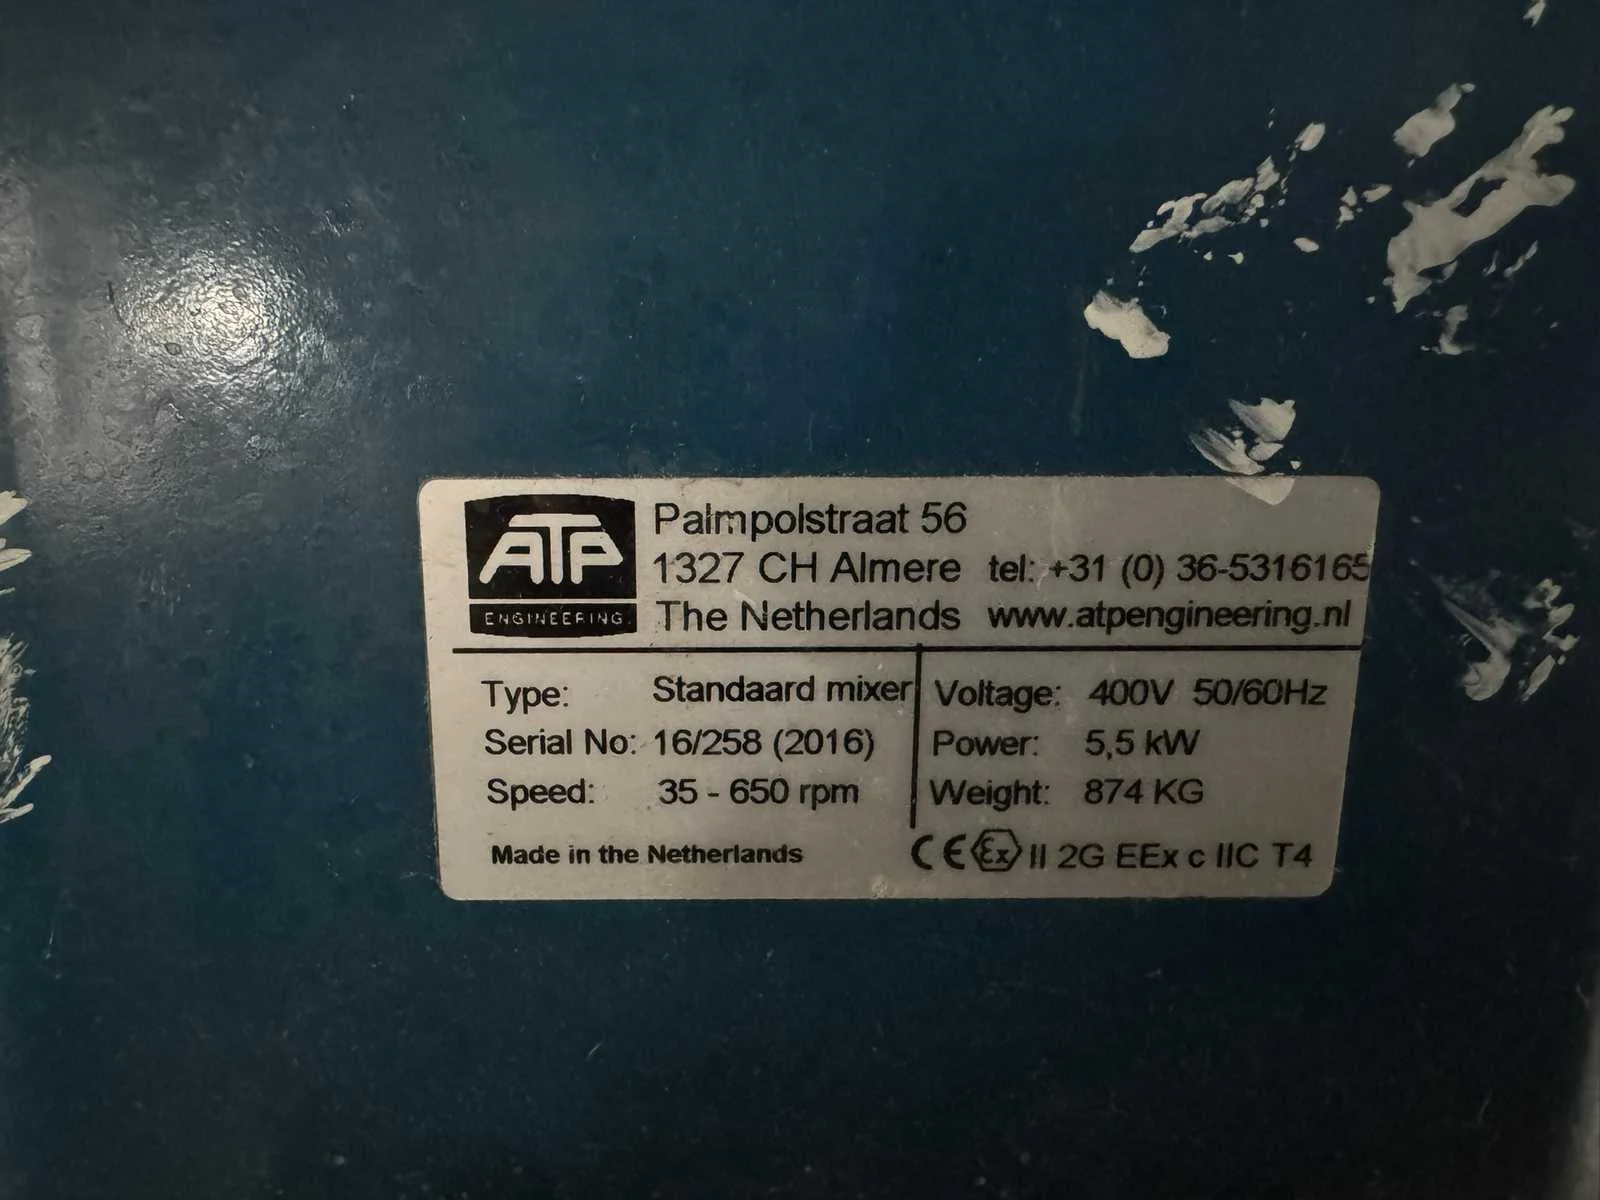 ATP
ENGINEERING
Palmpolstraat 56
1327 CH Almere tel: +31 (0) 36-5316165
The Netherlands www.atpengineering.nl
Type: Standaard mixer
Serial No: 16/258 (2016)
Speed: 35 - 650 rpm
Voltage: 400V 50/60Hz
Power: 5,5 kW
Weight: 874 KG
Made in the Netherlands
CE Ex II 2G EEx c IIC T4